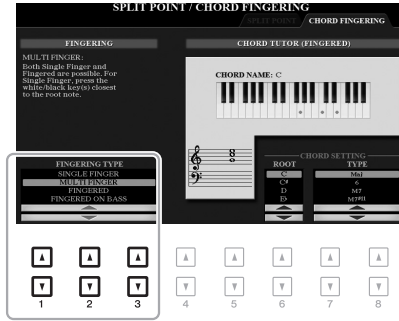 SPLIT POINT / CHORD FINGERING
SPLIT POINT
CHORD FINGERING
FINGERING
MULTI FINGER:
Both Single Finger and
Fingered are possible. For
Single Finger, press the
white/black key(s) closest
to the root note.
CHORD TUTOR (FINGERED)
CHORD NAME: C
FINGERING TYPE
SINGLE FINGER
MULTI FINGER
FINGERED
FINGERED ON BASS
CHORD SETTING
ROOT
C
C#
D
E♭
TYPE
Maj
6
M7
M7#11
1 2 3 4 5 6 7 8